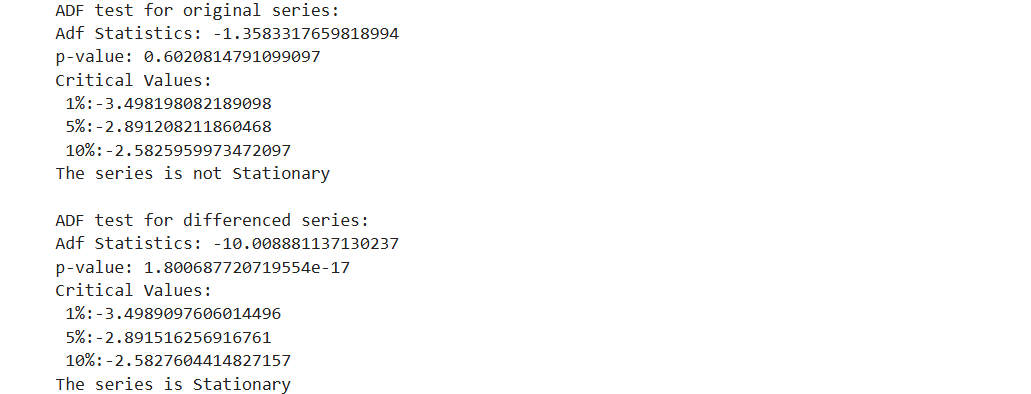 ADF test for original series:
Adf Statistics: -1.3583317659818994
p-value: 0.6020814791099097
Critical Values:
1%:-3.498198082189098
5%:-2.891208211860468
10%:-2.5825959973472097
The series is not Stationary
ADF test for differenced series:
Adf Statistics: -10.008881137130237
p-value: 1.800687720719554e-17
Critical Values:
1%:-3.4989097606014496
5%:-2.891516256916761
10%:-2.5827604414827157
The series is Stationary